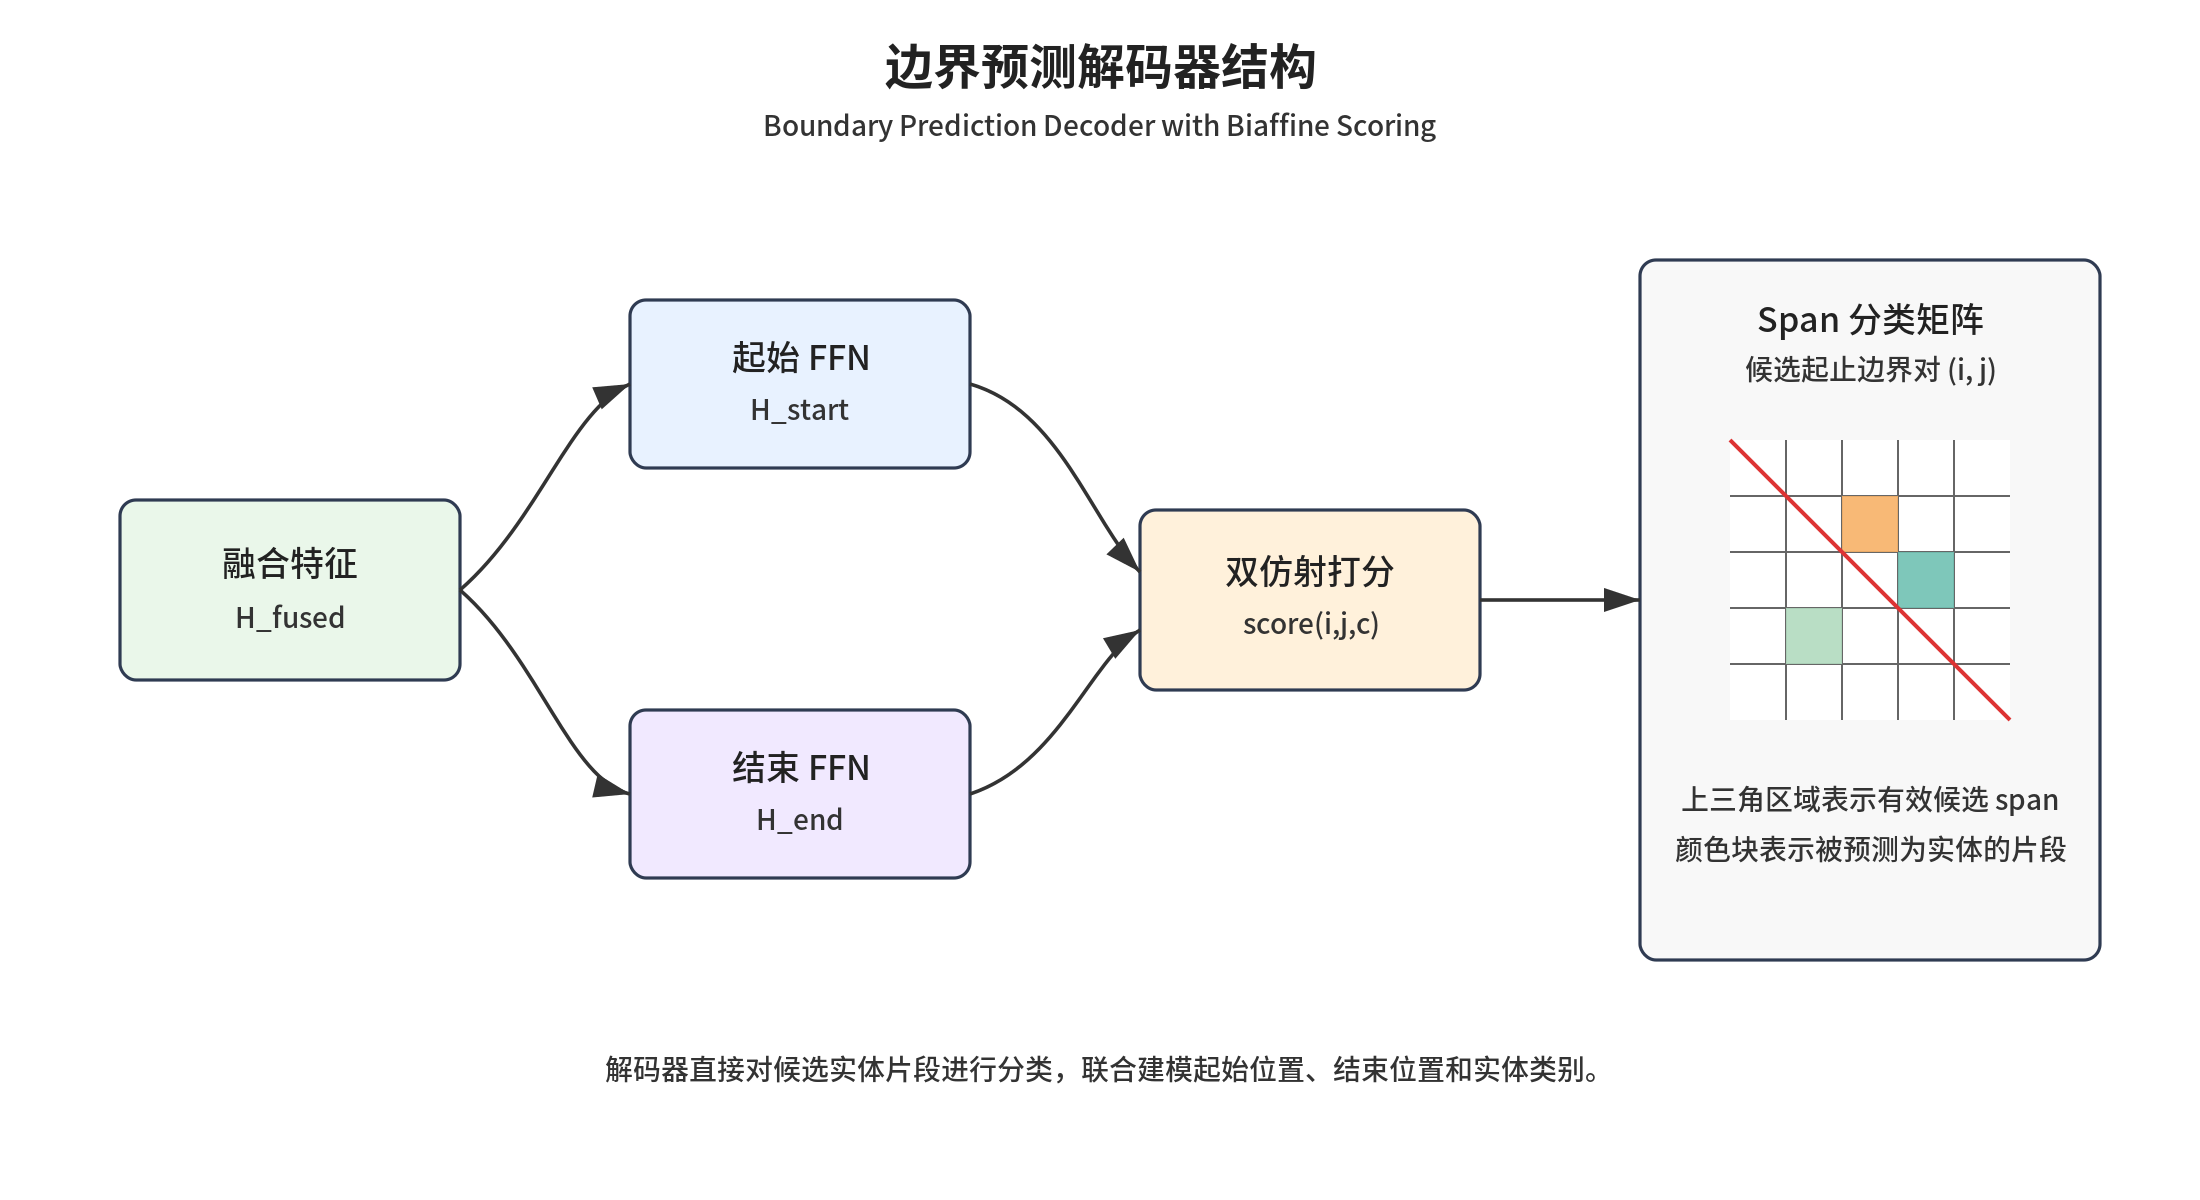 边界预测解码器结构
Boundary Prediction Decoder with Biaffine Scoring
融合特征
H_fused
起始 FFN
H_start
结束 FFN
H_end
双仿射打分
score(i,j,c)
Span 分类矩阵
候选起止边界对 (i, j)
上三角区域表示有效候选 span
颜色块表示被预测为实体的片段
解码器直接对候选实体片段进行分类，联合建模起始位置、结束位置和实体类别。